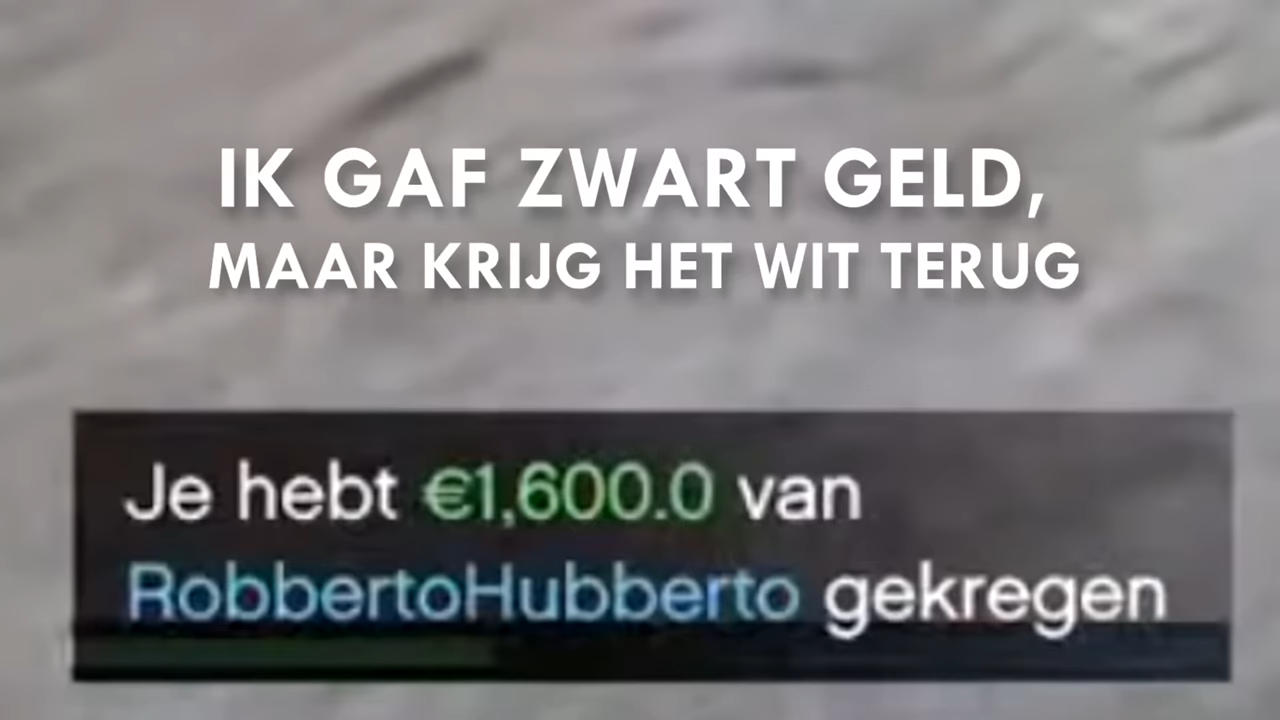 IK GAF ZWART GELD,
MAAR KRIJG HET WIT TERUG
Je hebt €1,600.0 van
RobbertoHubberto gekregen